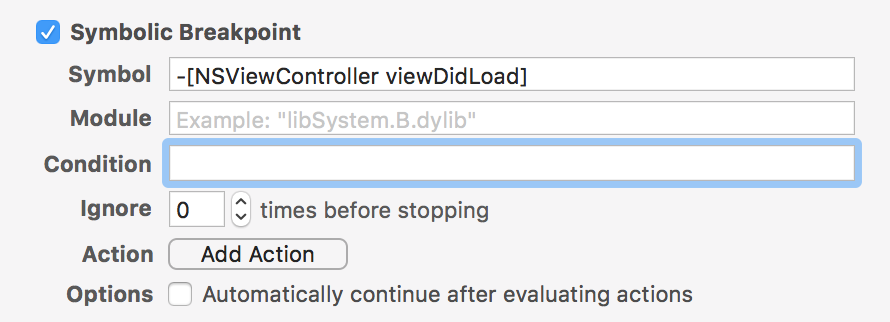 Symbolic Breakpoint
Symbol -[NSViewController viewDidLoad]
Module Example: "libSystem.B.dylib"
Condition
Ignore 0 times before stopping
Action Add Action
Options Automatically continue after evaluating actions